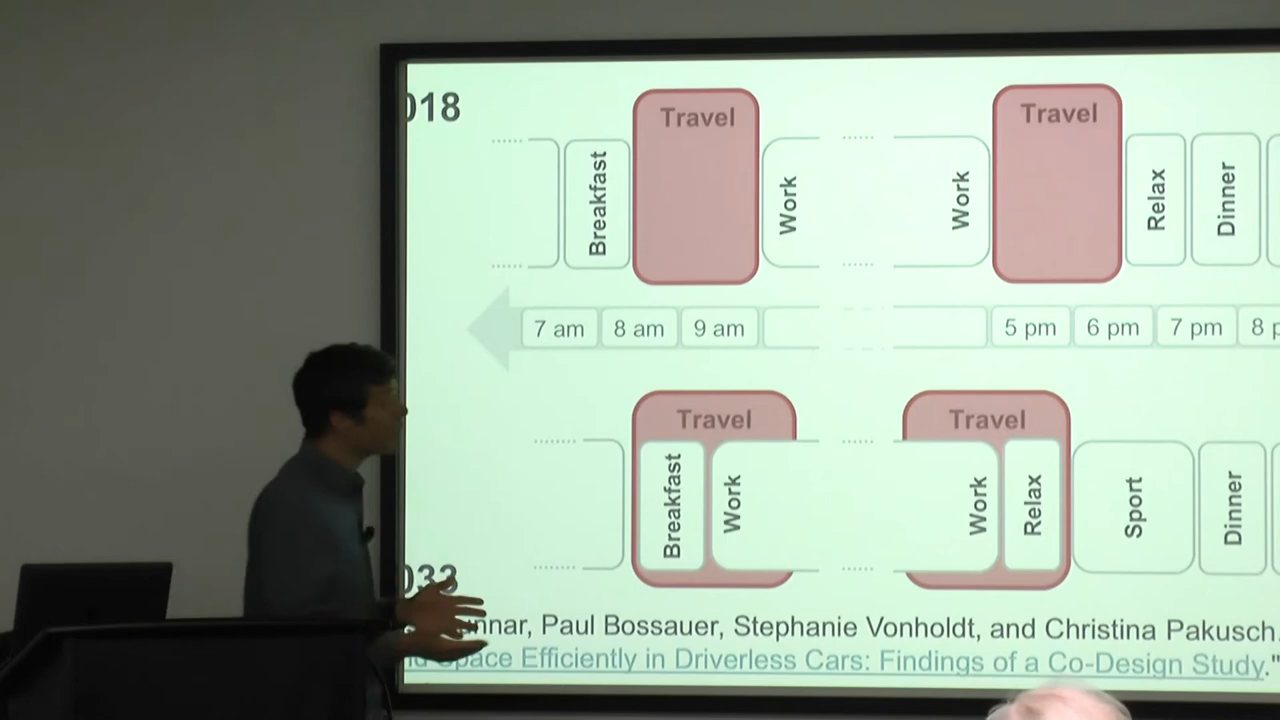 018
Travel
Travel
Breakfast
Work
Work
Relax
Dinner
7 am 8 am 9 am 5 pm 6 pm 7 pm 8 p
Travel
Travel
Breakfast
Work
Work
Relax
Sport
Dinner
033
nnar, Paul Bossauer, Stephanie Vonholdt, and Christina Pakusch.
Space Efficiently in Driverless Cars: Findings of a Co-Design Study."